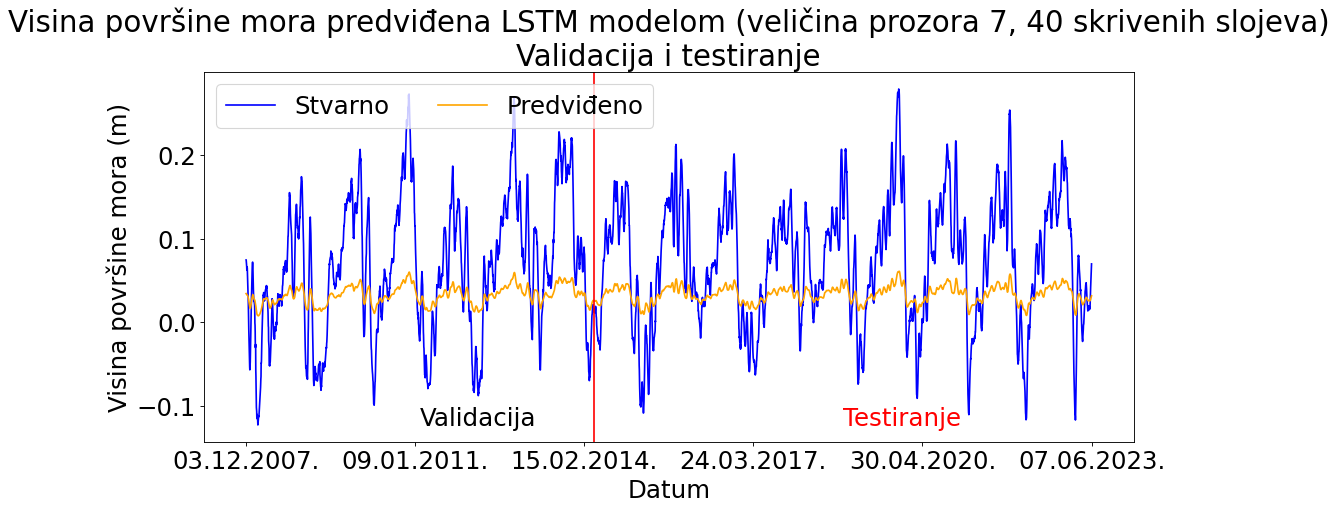 Visina površine mora predviđena LSTM modelom (veličina prozora 7, 40 skrivenih slojeva)
Validacija i testiranje
Stvarno
Predviđeno
Visina površine mora (m)
0.2
0.1
0.0
−0.1
Validacija
Testiranje
03.12.2007.
09.01.2011.
15.02.2014.
24.03.2017.
30.04.2020.
07.06.2023.
Datum